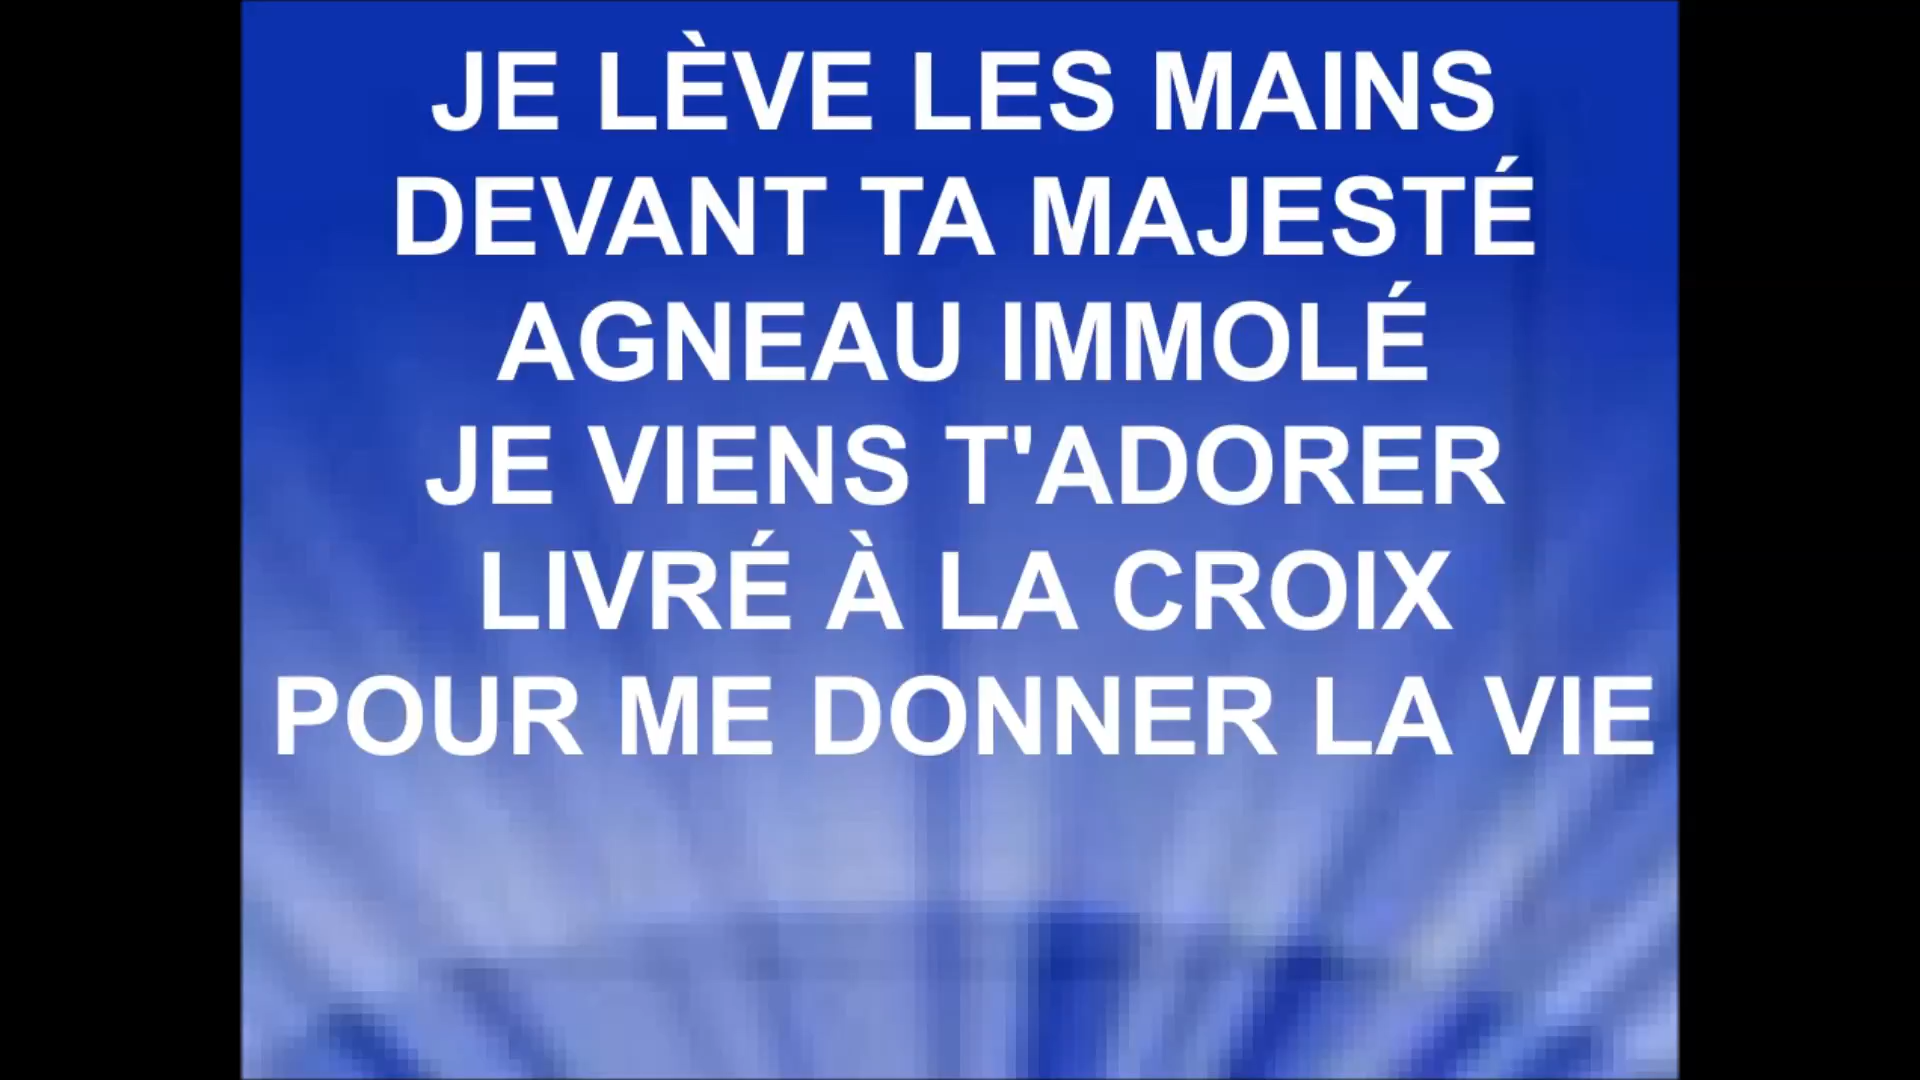 JE LÈVE LES MAINS
DEVANT TA MAJESTÉ
AGNEAU IMMOLÉ
JE VIENS T'ADORER
LIVRÉ À LA CROIX
POUR ME DONNER LA VIE